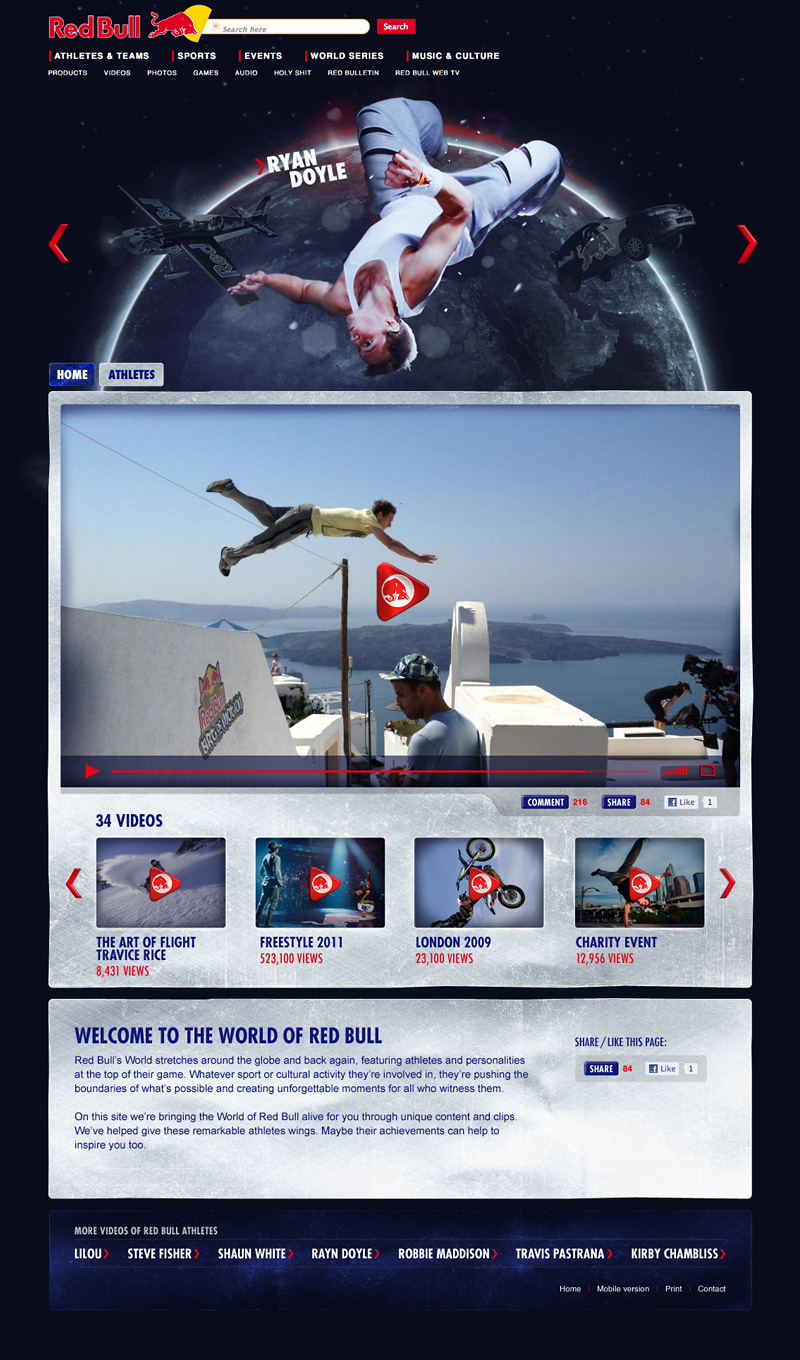 Red Bull
Search here
Search
ATHLETES & TEAMS
SPORTS
EVENTS
WORLD SERIES
MUSIC & CULTURE
PRODUCTS
VIDEOS
PHOTOS
GAMES
AUDIO
HOLY SHIT
RED BULLETIN
RED BULL WEB TV
RYAN
DOYLE
HOME
ATHLETES
Red Bull
ART OF MOTION
COMMENT 216
SHARE 84
Like 1
34 VIDEOS
THE ART OF FLIGHT
TRAVICE RICE
8,431 VIEWS
FREESTYLE 2011
523,100 VIEWS
LONDON 2009
23,100 VIEWS
CHARITY EVENT
12,956 VIEWS
WELCOME TO THE WORLD OF RED BULL
Red Bull's World stretches around the globe and back again, featuring athletes and personalities
at the top of their game. Whatever sport or cultural activity they're involved in, they're pushing the
boundaries of what's possible and creating unforgettable moments for all who witness them.
On this site we're bringing the World of Red Bull alive for you through unique content and clips.
We've helped give these remarkable athletes wings. Maybe their achievements can help to
inspire you too.
SHARE / LIKE THIS PAGE:
SHARE 84
Like 1
MORE VIDEOS OF RED BULL ATHLETES
LILOU
STEVE FISHER
SHAUN WHITE
RAYN DOYLE
ROBBIE MADDISON
TRAVIS PASTRANA
KIRBY CHAMBLISS
Home
Mobile version
Print
Contact